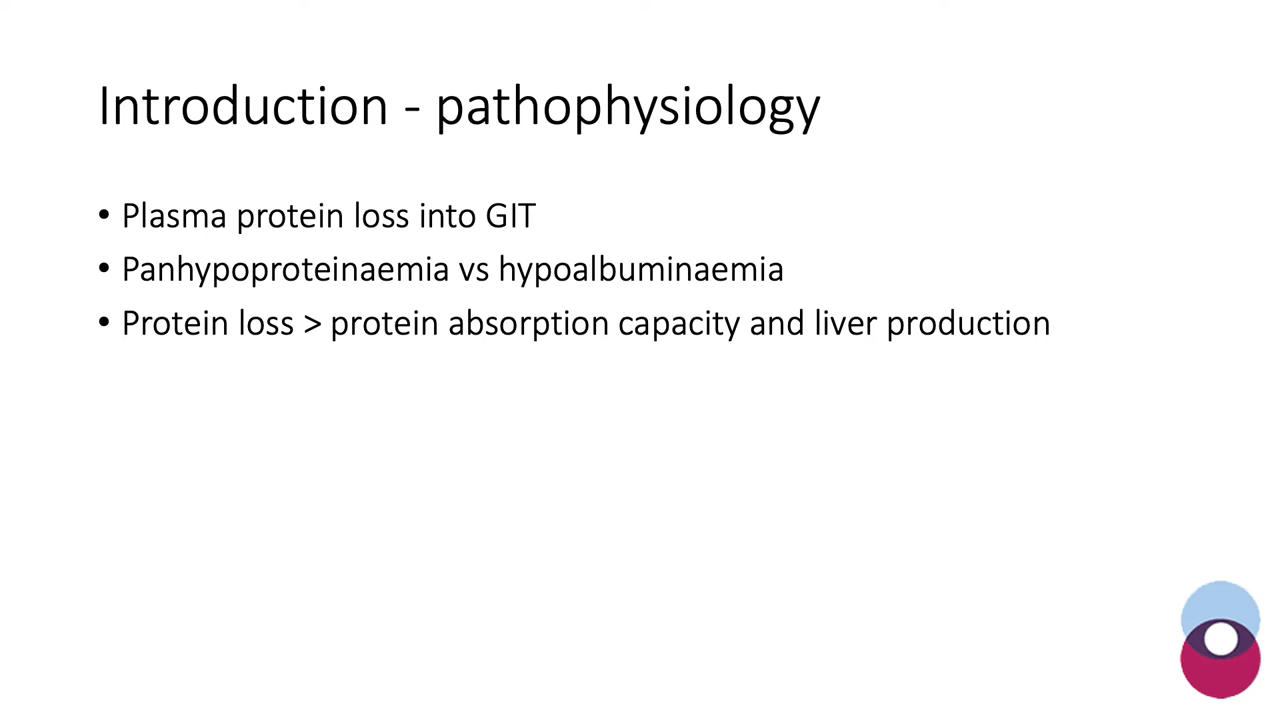 Introduction - pathophysiology
• Plasma protein loss into GIT
• Panhypoproteinaemia vs hypoalbuminaemia
• Protein loss > protein absorption capacity and liver production